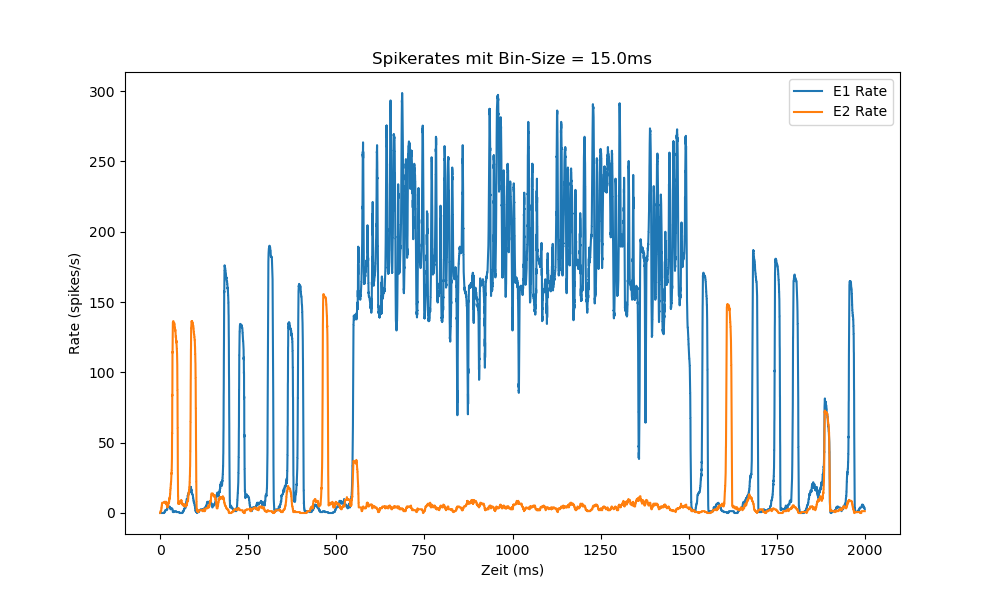 Spikerates mit Bin-Size = 15.0ms
E1 Rate
E2 Rate
300
250
200
150
100
50
0
Rate (spikes/s)
0 250 500 750 1000 1250 1500 1750 2000
Zeit (ms)